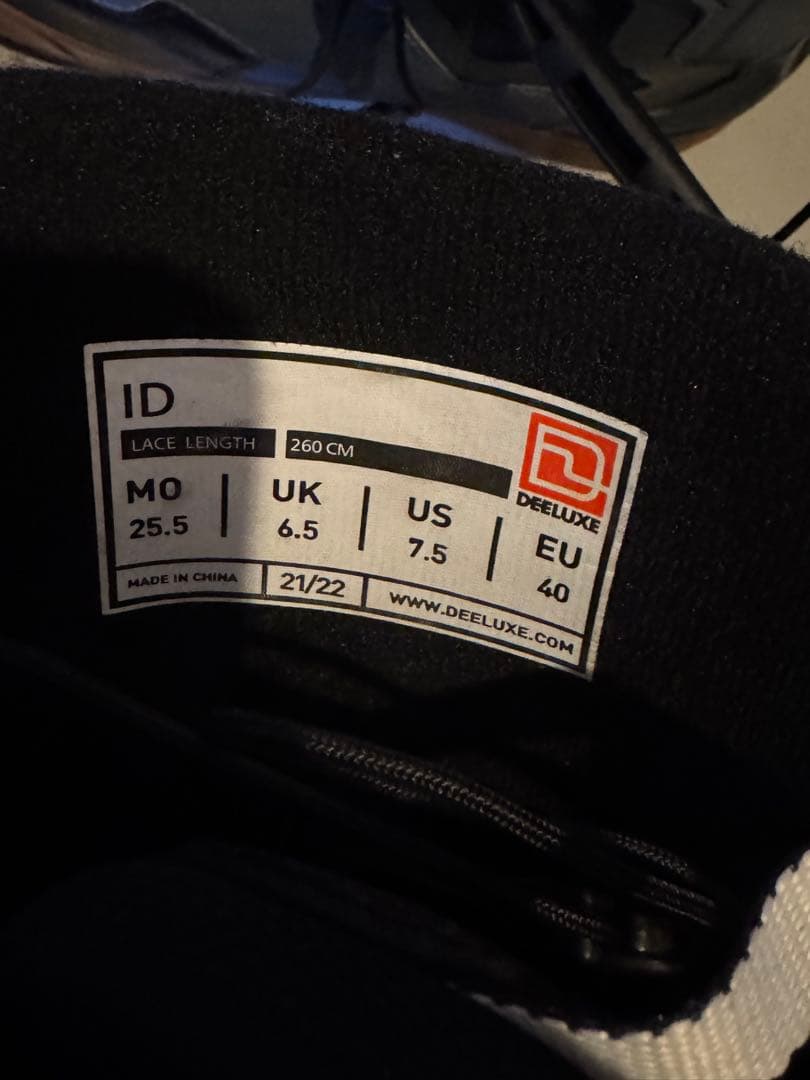 ID
LACE LENGTH 260 CM
MO UK US EU
25.5 6.5 7.5 40
DEELUXE
MADE IN CHINA 21/22 WWW.DEELUXE.COM